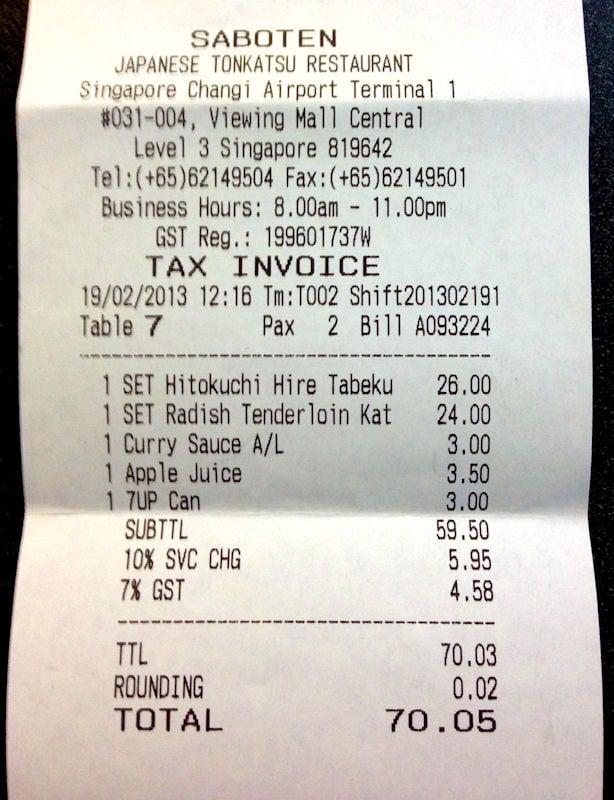 SABOTEN
JAPANESE TONKATSU RESTAURANT
Singapore Changi Airport Terminal 1
#031-004, Viewing Mall Central
Level 3 Singapore 819642
Tel:(+65)62149504 Fax:(+65)62149501
Business Hours: 8.00am - 11.00pm
GST Reg.: 199601737W
TAX INVOICE
19/02/2013 12:16 Tm:T002 Shift201302191
Table 7 Pax 2 Bill A093224
1 SET Hitokuchi Hire Tabeku 26.00
1 SET Radish Tenderloin Kat 24.00
1 Curry Sauce A/L 3.00
1 Apple Juice 3.50
1 7UP Can 3.00
SUBTTL 59.50
10% SVC CHG 5.95
7% GST 4.58
TTL 70.03
ROUNDING 0.02
TOTAL 70.05